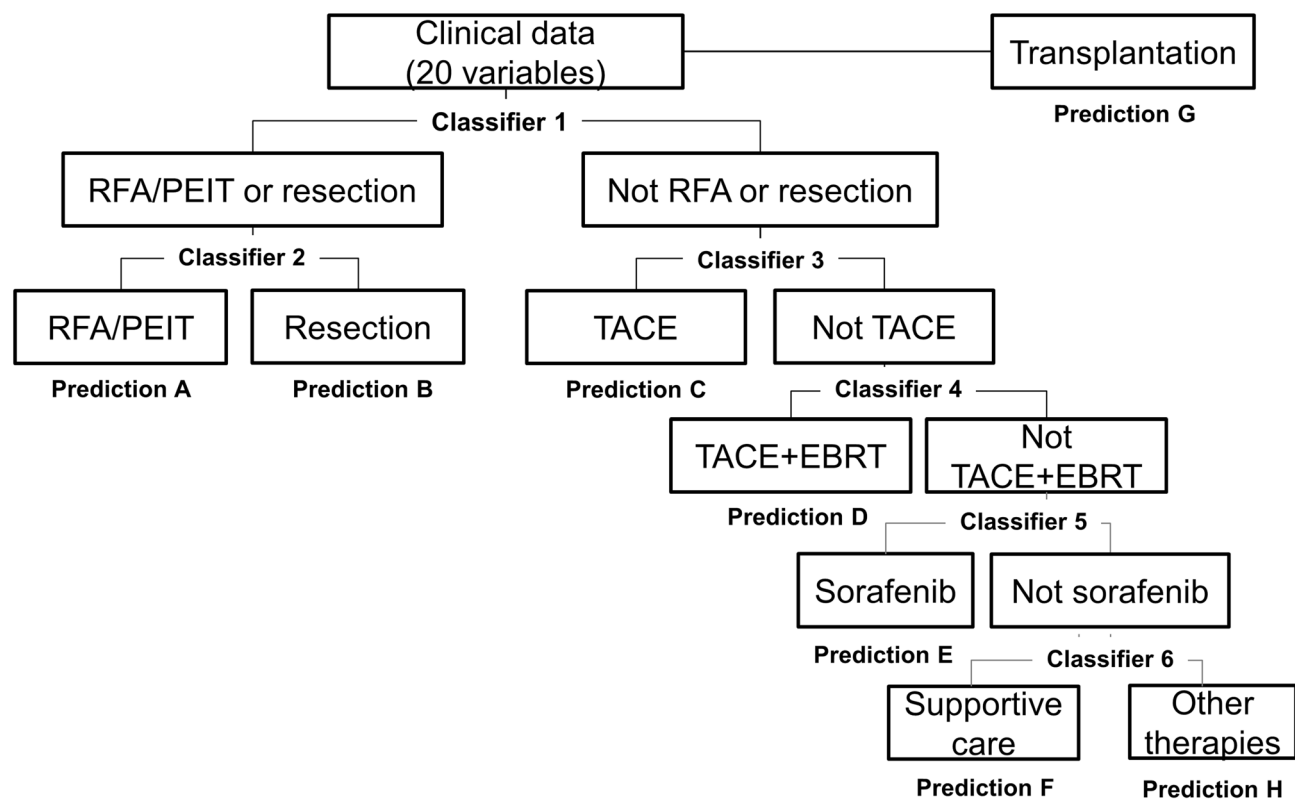 Clinical data
(20 variables)
Transplantation
Prediction G
Classifier 1
RFA/PEIT or resection
Not RFA or resection
Classifier 2
Classifier 3
RFA/PEIT
Resection
TACE
Not TACE
Prediction A
Prediction B
Prediction C
Classifier 4
TACE+EBRT
Not
TACE+EBRT
Prediction D
Classifier 5
Sorafenib
Not sorafenib
Prediction E
Classifier 6
Supportive
care
Other
therapies
Prediction F
Prediction H